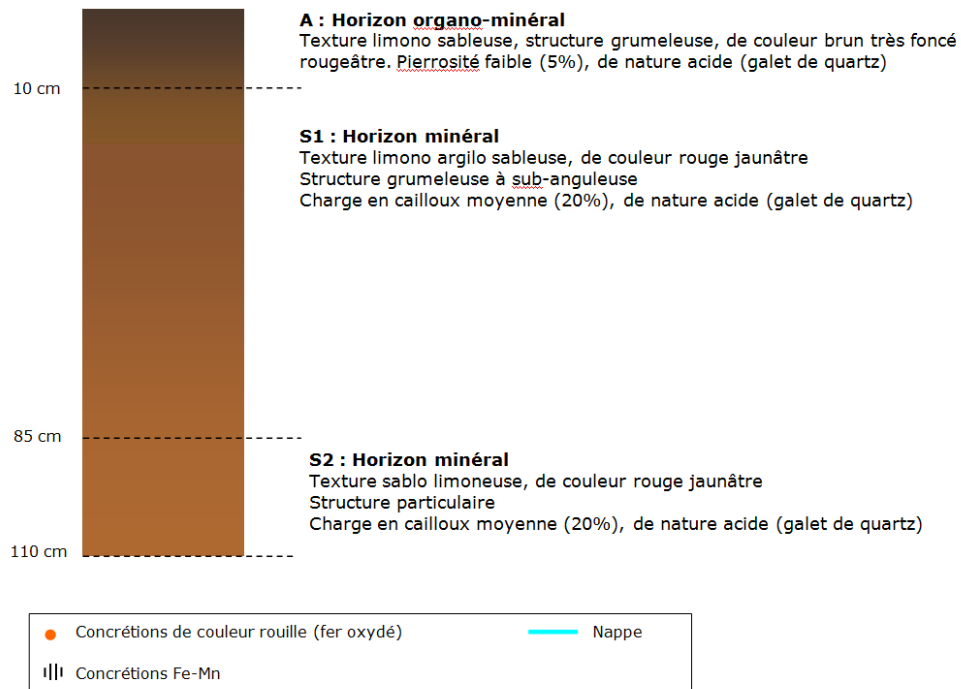 A : Horizon organo-minéral
Texture limono sableuse, structure grumeleuse, de couleur brun très foncé
rougeâtre. Pierrosité faible (5%), de nature acide (galet de quartz)
10 cm
S1 : Horizon minéral
Texture limono argilo sableuse, de couleur rouge jaunâtre
Structure grumeleuse à sub-anguleuse
Charge en cailloux moyenne (20%), de nature acide (galet de quartz)
85 cm
S2 : Horizon minéral
Texture sablo limoneuse, de couleur rouge jaunâtre
Structure particulaire
Charge en cailloux moyenne (20%), de nature acide (galet de quartz)
110 cm
Concrétions de couleur rouille (fer oxydé)
Nappe
Concrétions Fe-Mn